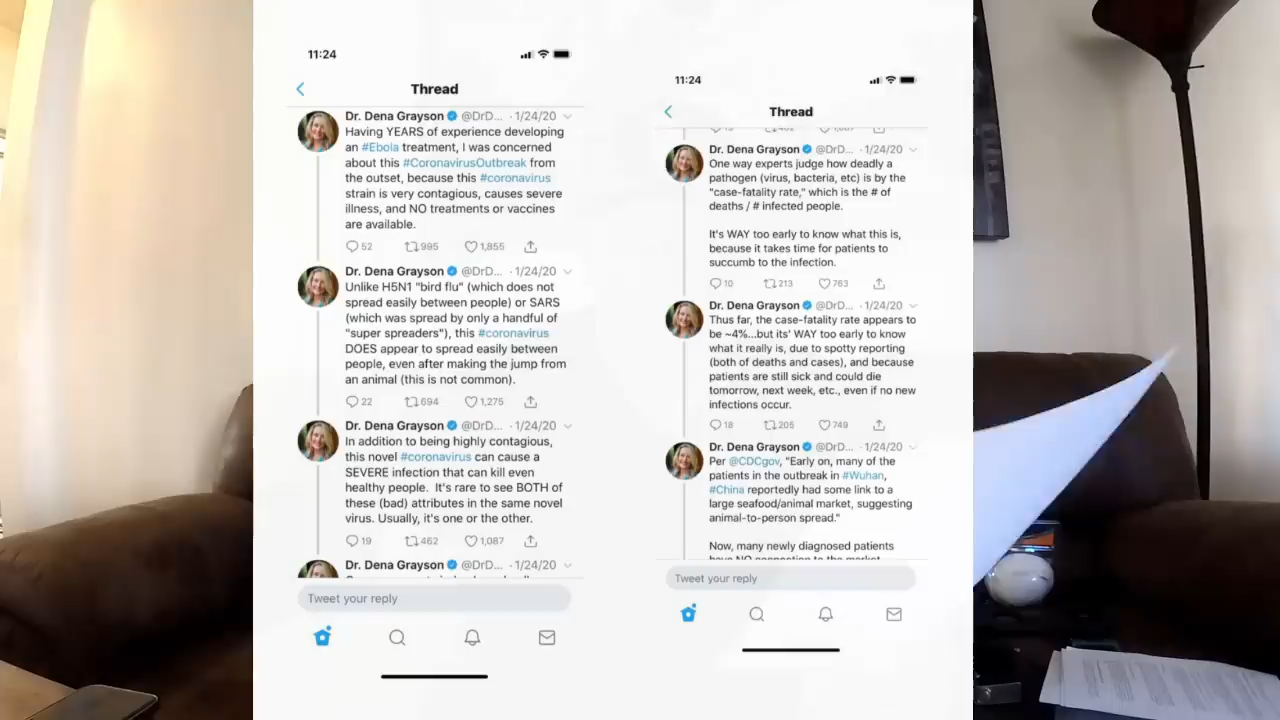 11:24
Thread
Dr. Dena Grayson @DrD... · 1/24/20
Having YEARS of experience developing
an #Ebola treatment, I was concerned
about this #CoronavirusOutbreak from
the outset, because this #coronavirus
strain is very contagious, causes severe
illness, and NO treatments or vaccines
are available.
52 995 1,855
Dr. Dena Grayson @DrD... · 1/24/20
Unlike H5N1 "bird flu" (which does not
spread easily between people) or SARS
(which was spread by only a handful of
"super spreaders"), this #coronavirus
DOES appear to spread easily between
people, even after making the jump from
an animal (this is not common).
22 694 1,275
Dr. Dena Grayson @DrD... · 1/24/20
In addition to being highly contagious,
this novel #coronavirus can cause a
SEVERE infection that can kill even
healthy people. It's rare to see BOTH of
these (bad) attributes in the same novel
virus. Usually, it's one or the other.
19 462 1,087
Dr. Dena Grayson @DrD... · 1/24/20
Tweet your reply
11:24
Thread
Dr. Dena Grayson @DrD... · 1/24/20
One way experts judge how deadly a
pathogen (virus, bacteria, etc) is by the
"case-fatality rate," which is the # of
deaths / # infected people.
It's WAY too early to know what this is,
because it takes time for patients to
succumb to the infection.
10 213 763
Dr. Dena Grayson @DrD... · 1/24/20
Thus far, the case-fatality rate appears to
be ~4%...but its' WAY too early to know
what it really is, due to spotty reporting
(both of deaths and cases), and because
patients are still sick and could die
tomorrow, next week, etc., even if no new
infections occur.
18 206 749
Dr. Dena Grayson @DrD... · 1/24/20
Per @CDCgov, "Early on, many of the
patients in the outbreak in #Wuhan,
#China reportedly had some link to a
large seafood/animal market, suggesting
animal-to-person spread."
Now, many newly diagnosed patients
have NO connection to the market
Tweet your reply